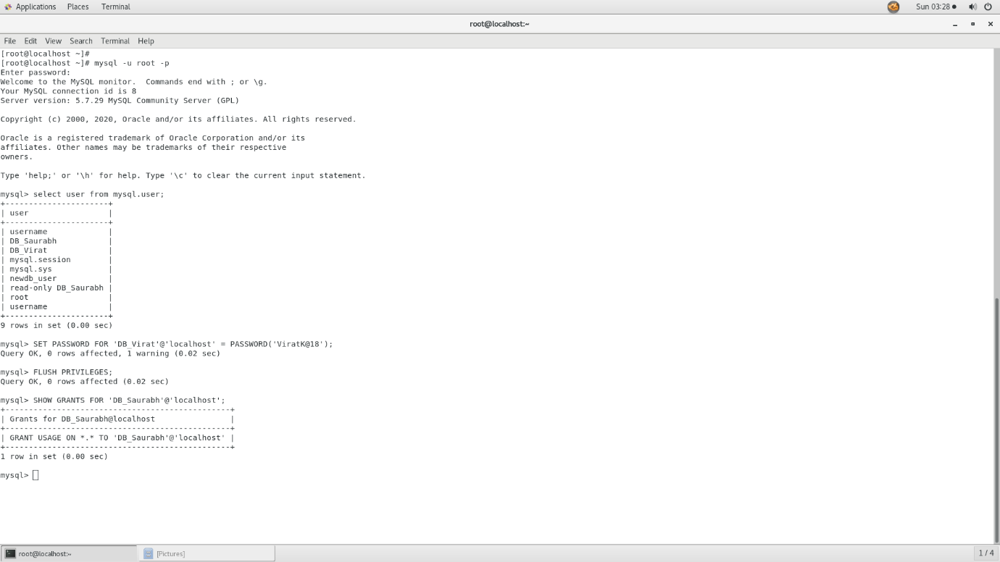 Applications Places Terminal Sun 03:28
root@localhost:~
File Edit View Search Terminal Help
[root@localhost ~]#
[root@localhost ~]# mysql -u root -p
Enter password:
Welcome to the MySQL monitor.  Commands end with ; or \g.
Your MySQL connection id is 8
Server version: 5.7.29 MySQL Community Server (GPL)

Copyright (c) 2000, 2020, Oracle and/or its affiliates. All rights reserved.

Oracle is a registered trademark of Oracle Corporation and/or its
affiliates. Other names may be trademarks of their respective
owners.

Type 'help;' or '\h' for help. Type '\c' to clear the current input statement.

mysql> select user from mysql.user;
+----------------------+
| user                 |
+----------------------+
| username             |
| DB_Saurabh           |
| DB_Virat             |
| mysql.session        |
| mysql.sys            |
| newdb_user           |
| read-only DB_Saurabh |
| root                 |
| username             |
+----------------------+
9 rows in set (0.00 sec)

mysql> SET PASSWORD FOR 'DB_Virat'@'localhost' = PASSWORD('ViratK@18');
Query OK, 0 rows affected, 1 warning (0.02 sec)

mysql> FLUSH PRIVILEGES;
Query OK, 0 rows affected (0.02 sec)

mysql> SHOW GRANTS FOR 'DB_Saurabh'@'localhost';
+------------------------------------------------+
| Grants for DB_Saurabh@localhost                |
+------------------------------------------------+
| GRANT USAGE ON *.* TO 'DB_Saurabh'@'localhost' |
+------------------------------------------------+
1 row in set (0.00 sec)

mysql>
root@localhost:~ [Pictures] 1 / 4